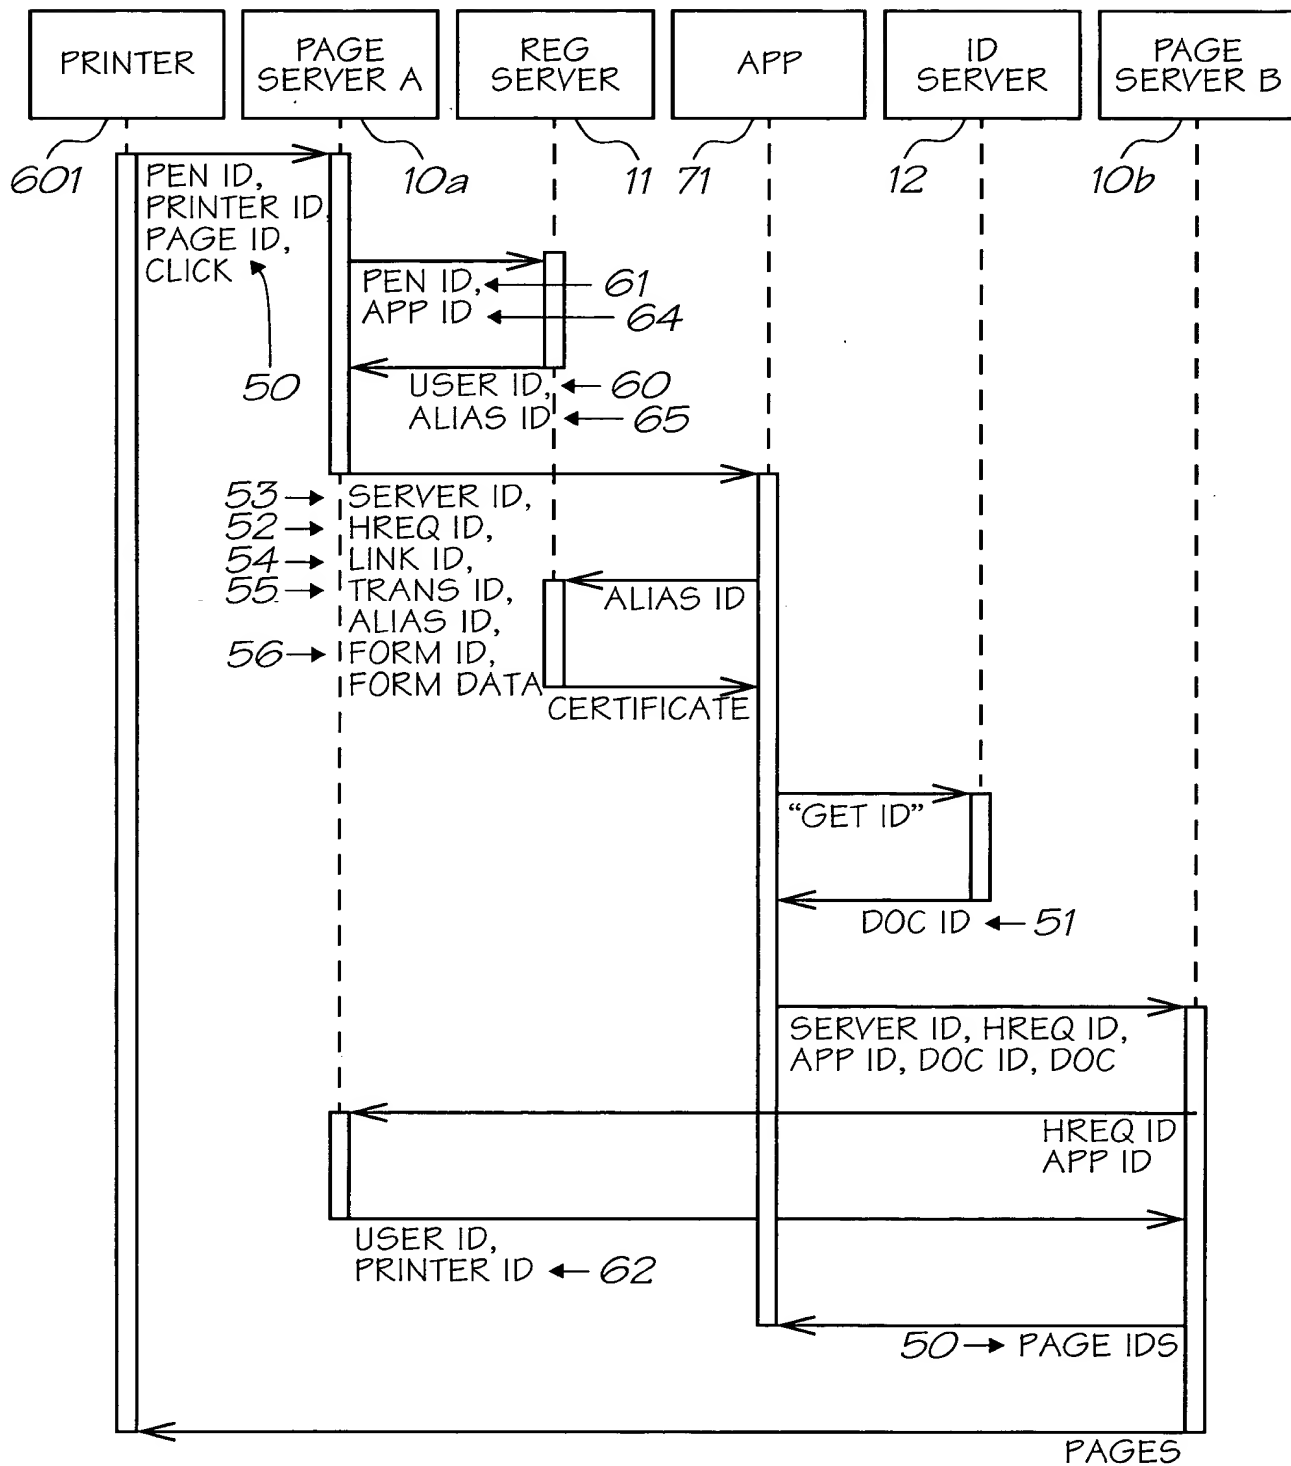 PRINTER
PAGE
SERVER A
REG
SERVER
APP
ID
SERVER
PAGE
SERVER B
601
10a
11
71
12
10b
PEN ID,
PRINTER ID,
PAGE ID,
CLICK
50
PEN ID,
61
APP ID
64
USER ID,
60
ALIAS ID
65
53
SERVER ID,
52
HREQ ID,
54
LINK ID,
55
TRANS ID,
ALIAS ID,
56
FORM ID,
FORM DATA
ALIAS ID
CERTIFICATE
“GET ID”
DOC ID
51
SERVER ID, HREQ ID,
APP ID, DOC ID, DOC
HREQ ID
APP ID
USER ID,
PRINTER ID
62
50
PAGE IDS
PAGES